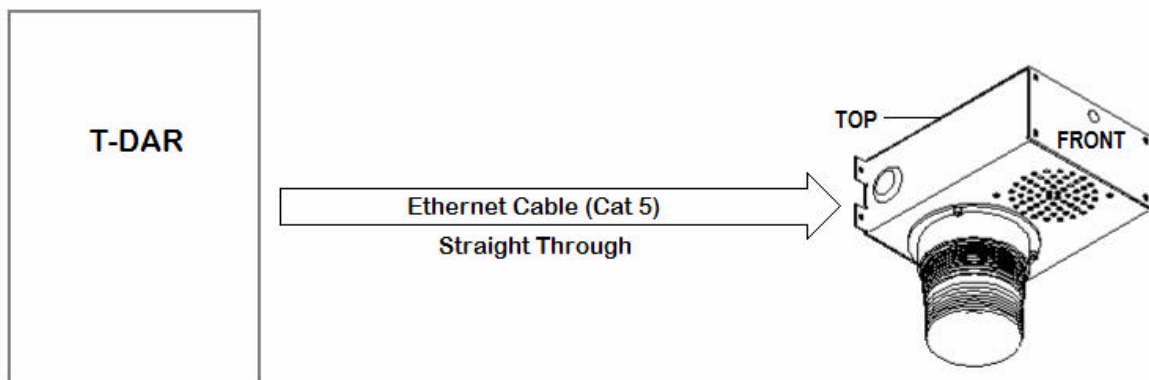 T-DAR
TOP
FRONT
Ethernet Cable (Cat 5)
Straight Through